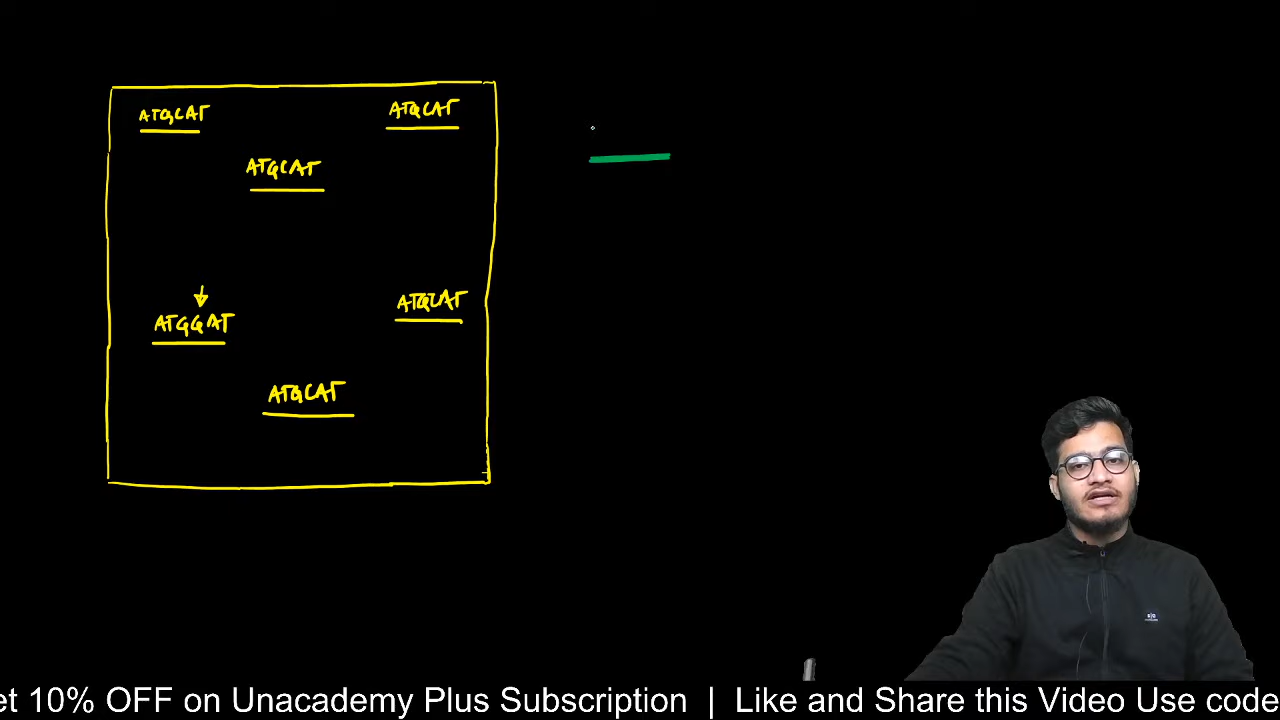 ATGCAT
ATGCAT
ATGCAT
ATGGAT
ATGCAT
ATGCAT
et 10% OFF on Unacademy Plus Subscription | Like and Share this Video Use code